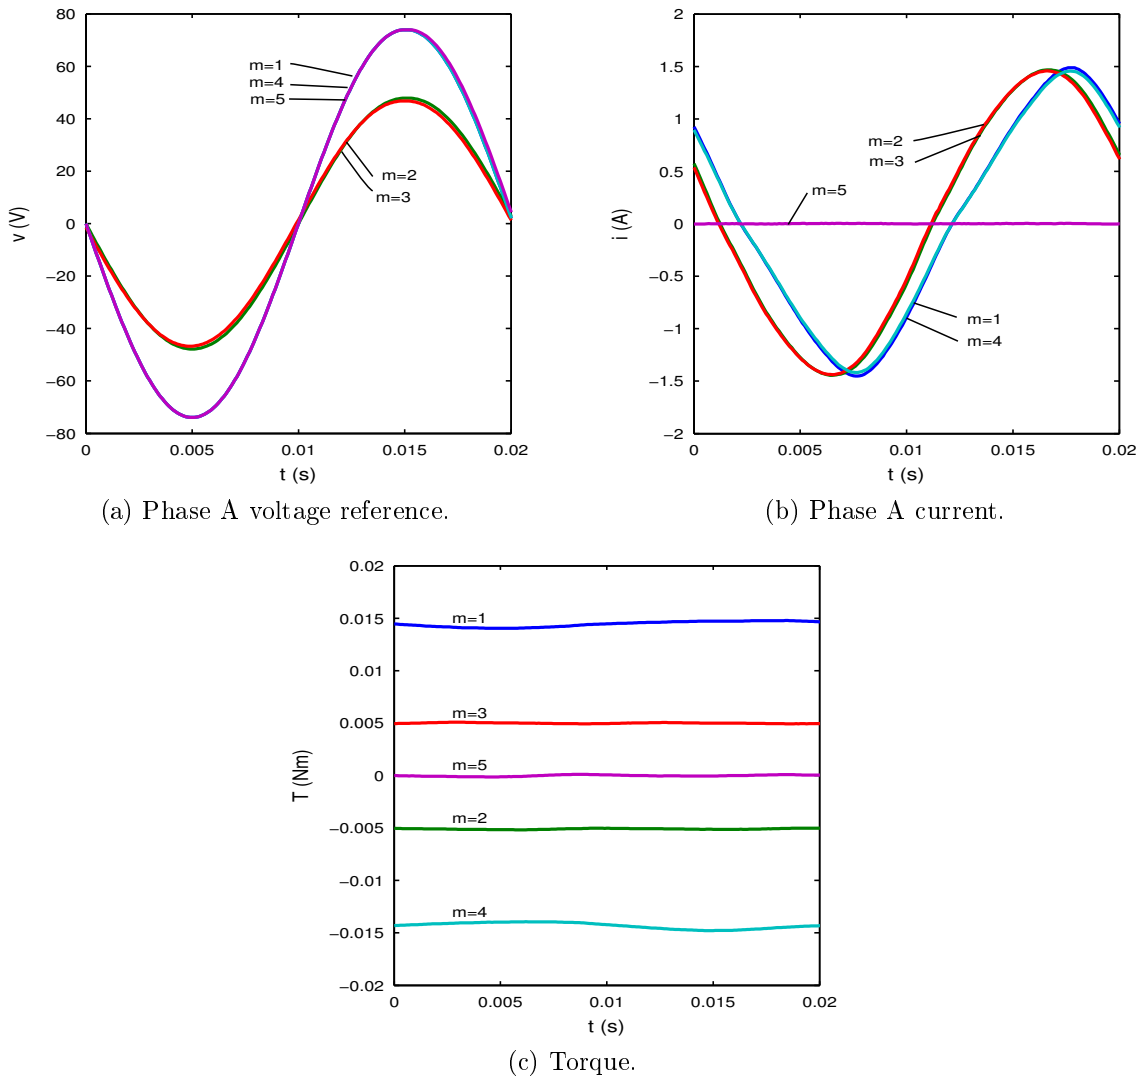 80
60
40
20
0
−20
−40
−60
−80
v (V)
m=1
m=4
m=5
m=2
m=3
0 0.005 0.01 0.015 0.02
t (s)
(a) Phase A voltage reference.
2
1.5
1
0.5
0
−0.5
−1
−1.5
−2
i (A)
m=2
m=3
m=5
m=1
m=4
0 0.005 0.01 0.015 0.02
t (s)
(b) Phase A current.
0.02
0.015
0.01
0.005
0
−0.005
−0.01
−0.015
−0.02
T (Nm)
m=1
m=3
m=5
m=2
m=4
0 0.005 0.01 0.015 0.02
t (s)
(c) Torque.